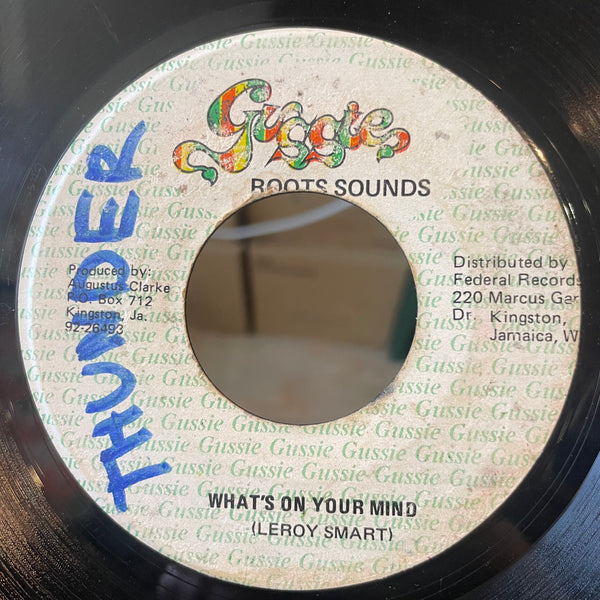 Gussie
ROOTS SOUNDS
THUNDER
Produced by:
Augustus Clarke
P.O. Box 712
Kingston, Ja.
92-26493
Distributed by
Federal Records
220 Marcus Gar
Dr. Kingston,
Jamaica, W
WHAT'S ON YOUR MIND
(LEROY SMART)